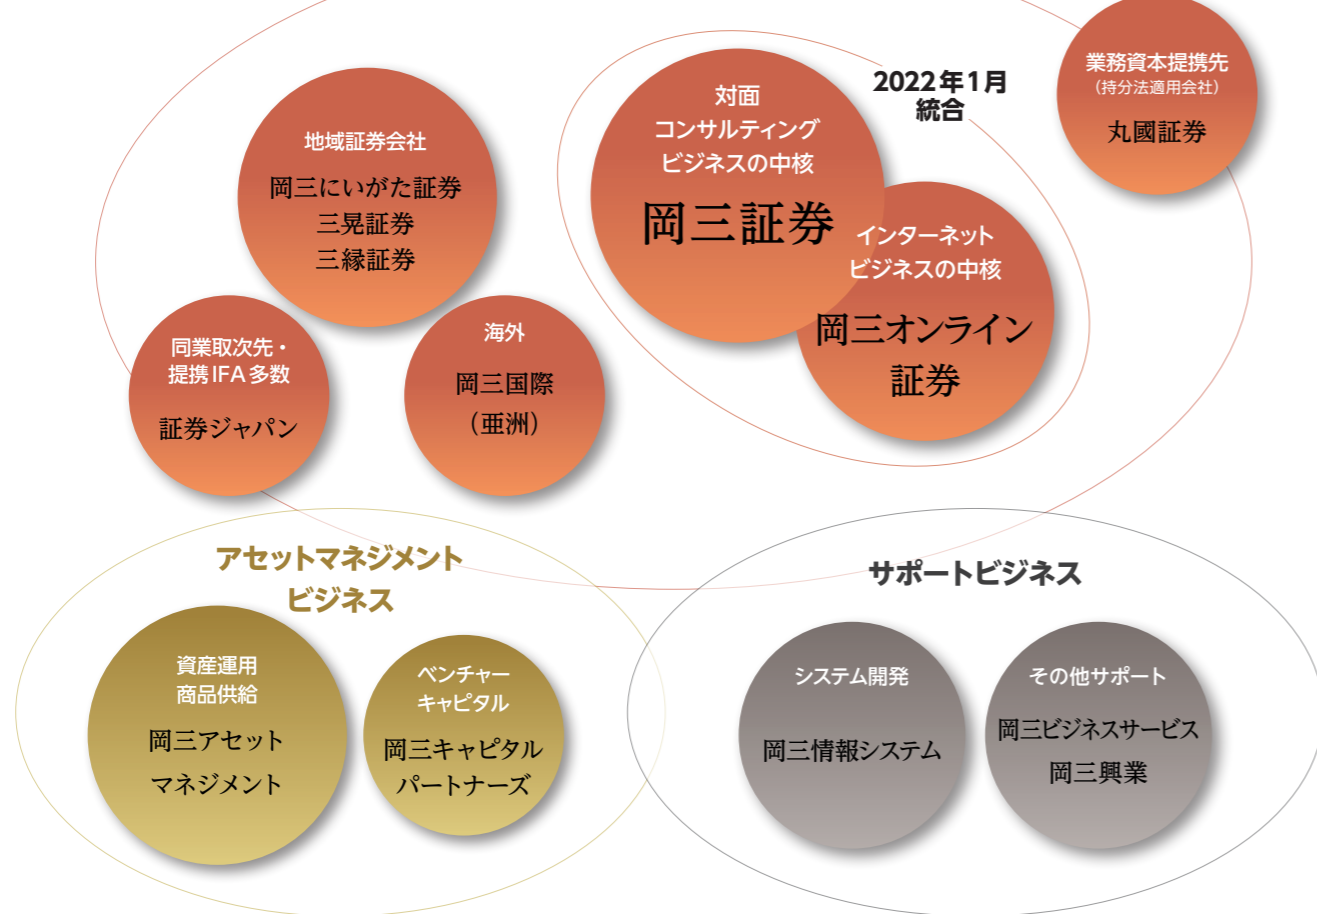 地域証券会社
岡三にいがた証券
三晃証券
三縁証券
対面
コンサルティング
ビジネスの中核
岡三証券
2022年1月
統合
業務資本提携先
（持分法適用会社）
丸國証券
インターネット
ビジネスの中核
岡三オンライン
証券
同業取次先・
提携IFA多数
証券ジャパン
海外
岡三国際
（亜洲）
アセットマネジメント
ビジネス
資産運用
商品供給
岡三アセット
マネジメント
ベンチャー
キャピタル
岡三キャピタル
パートナーズ
サポートビジネス
システム開発
岡三情報システム
その他サポート
岡三ビジネスサービス
岡三興業